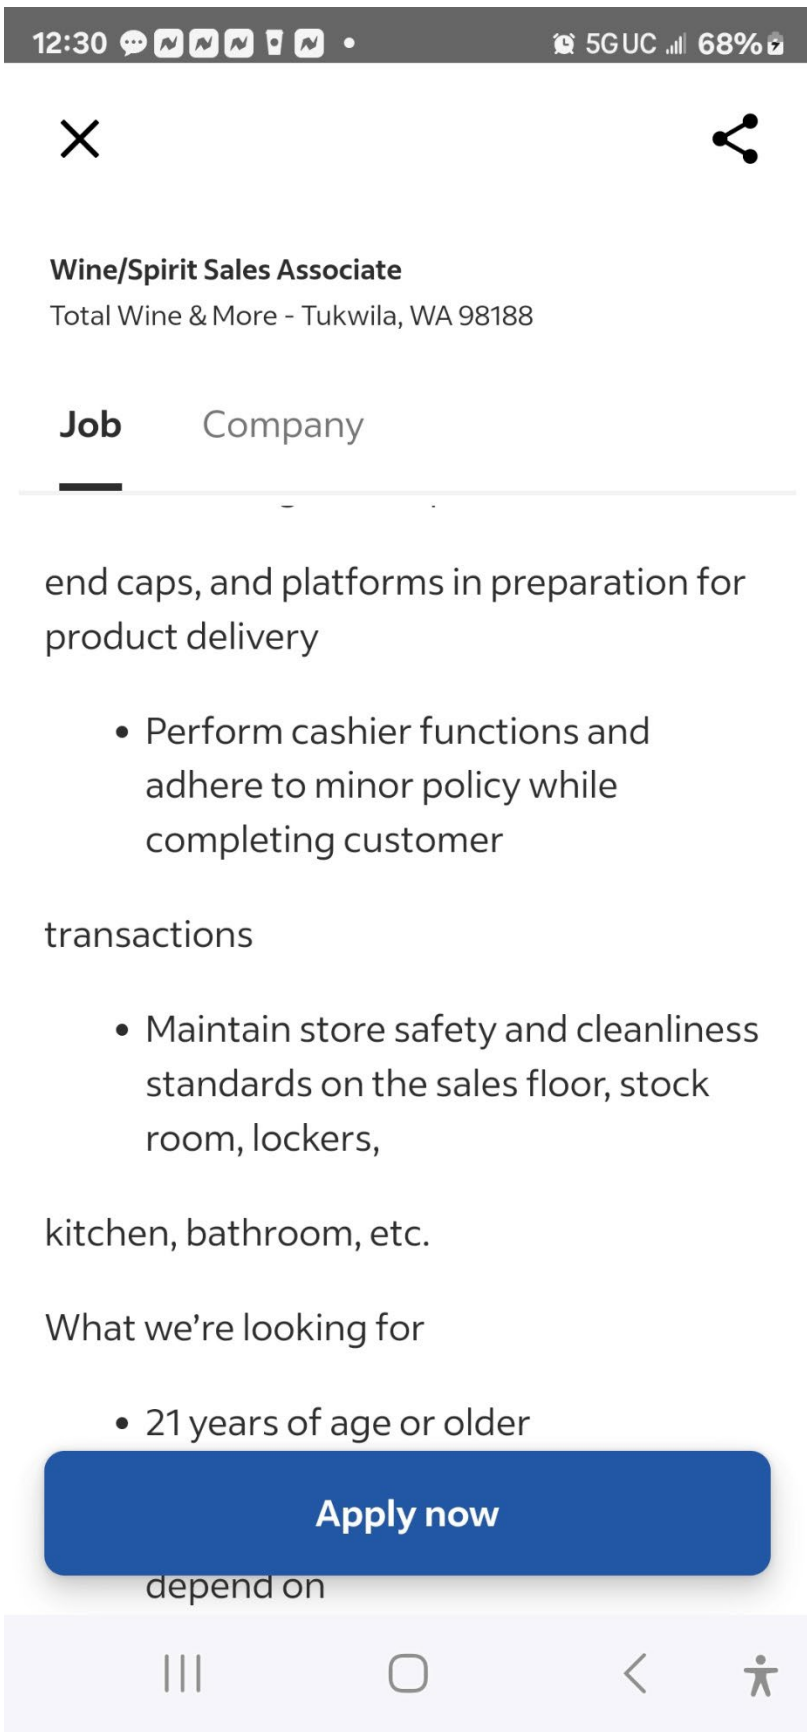 12:30
5G UC
68%
Wine/Spirit Sales Associate
Total Wine & More - Tukwila, WA 98188
Job
Company
end caps, and platforms in preparation for
product delivery
• Perform cashier functions and
adhere to minor policy while
completing customer
transactions
• Maintain store safety and cleanliness
standards on the sales floor, stock
room, lockers,
kitchen, bathroom, etc.
What we’re looking for
• 21 years of age or older
Apply now
depend on